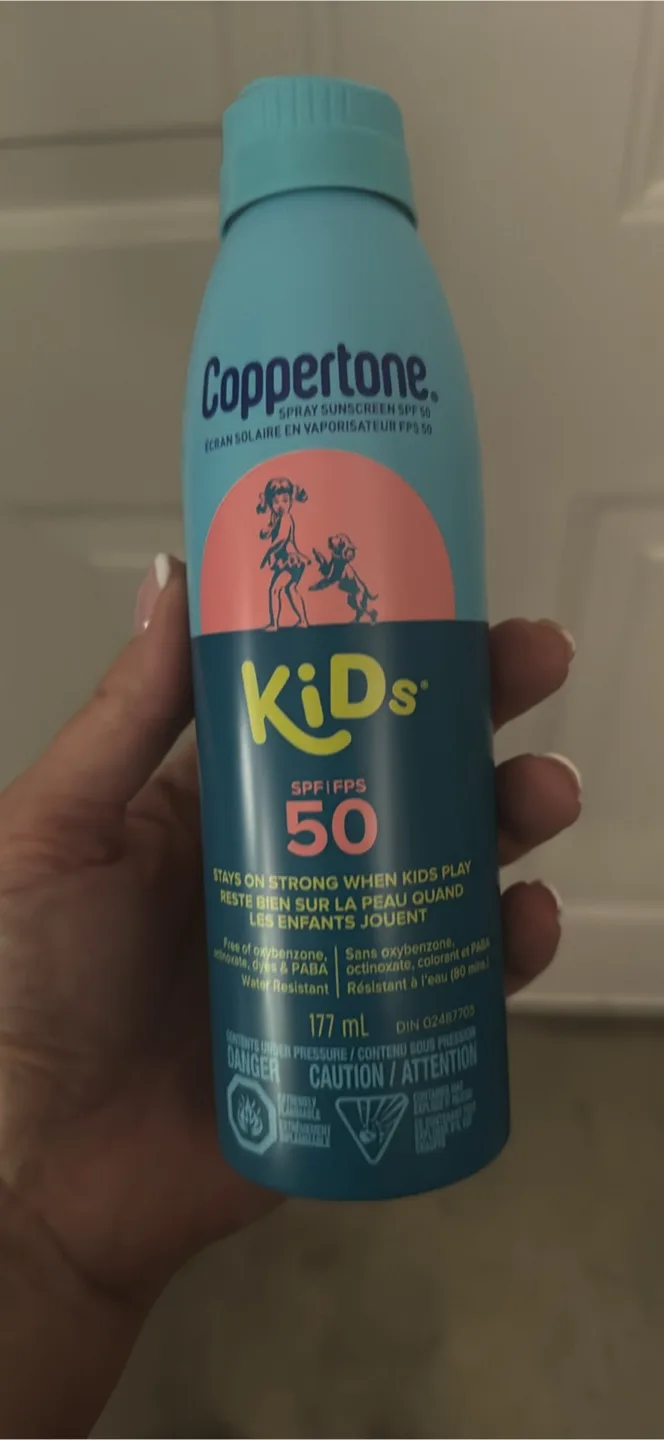 Coppertone®
SPRAY SUNSCREEN SPF 50
ÉCRAN SOLAIRE EN VAPORISATEUR FPS 50
KiDs®
SPF|FPS
50
STAYS ON STRONG WHEN KIDS PLAY
RESTE BIEN SUR LA PEAU QUAND
LES ENFANTS JOUENT
Free of oxybenzone,
octinoxate, dyes & PABA
Water Resistant
Sans oxybenzone,
octinoxate, colorant et PABA
Résistant à l'eau (80 mins.)
177 mL DIN 02487705
CONTENTS UNDER PRESSURE / CONTENU SOUS PRESSION
DANGER CAUTION / ATTENTION
EXTREMELY
FLAMMABLE
EXTRÊMEMENT
INFLAMMABLE